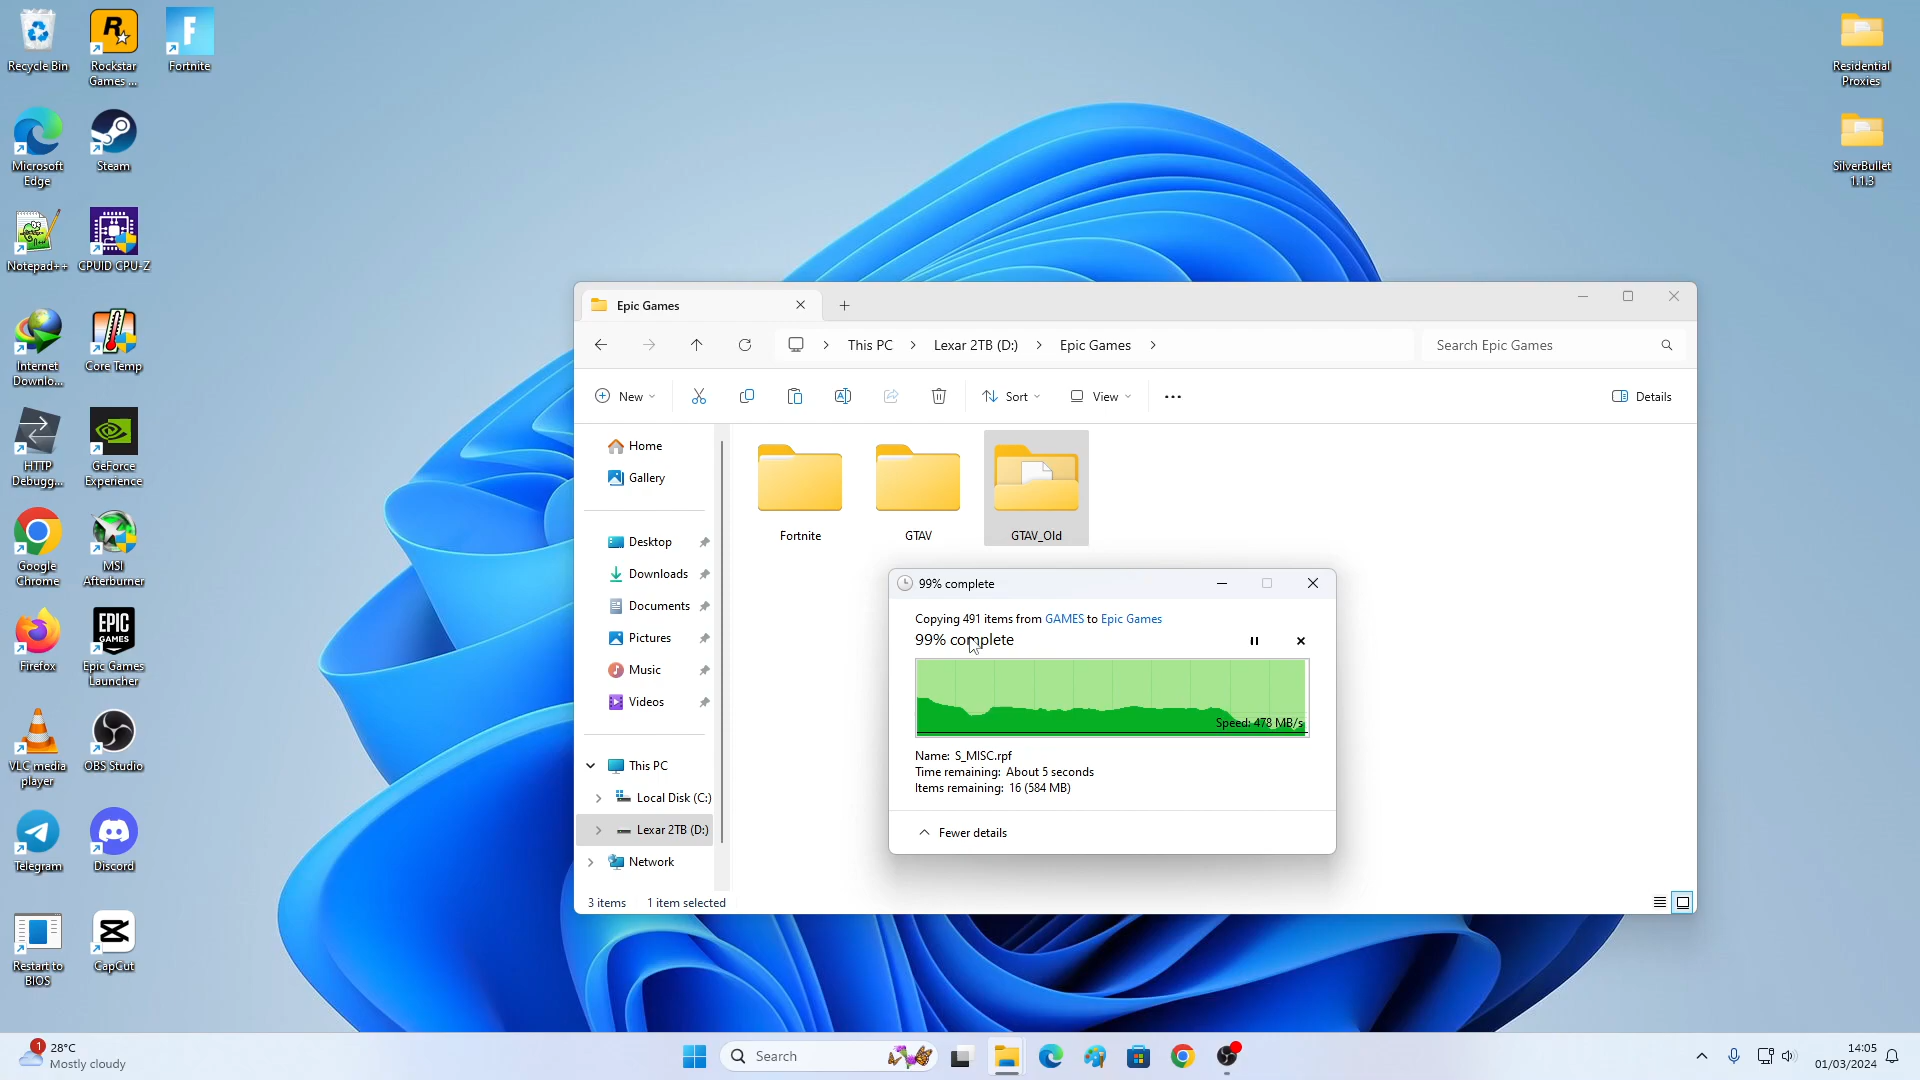 Recycle Bin
Rockstar
Games ...
Fortnite
Microsoft
Edge
Steam
Notepad++
CPUID CPU-Z
Internet
Downlo...
Core Temp
HTTP
Debugg...
GeForce
Experience
Google
Chrome
MSI
Afterburner
Firefox
EPIC
GAMES
Epic Games
Launcher
VLC media
player
OBS Studio
Telegram
Discord
Restart to
BIOS
CapCut
Residential
Proxies
SilverBullet
1.1.3
Epic Games
This PC
Lexar 2TB (D:)
Epic Games
Search Epic Games
New
Sort
View
Details
Home
Gallery
Desktop
Downloads
Documents
Pictures
Music
Videos
This PC
Local Disk (C:)
Lexar 2TB (D:)
Network
Fortnite
GTAV
GTAV_Old
99% complete
Copying 491 items from GAMES to Epic Games
99% complete
Speed: 478 MB/s
Name: S_MISC.rpf
Time remaining: About 5 seconds
Items remaining: 16 (584 MB)
Fewer details
3 items
1 item selected
1
28°C
Mostly cloudy
Search
14:05
01/03/2024